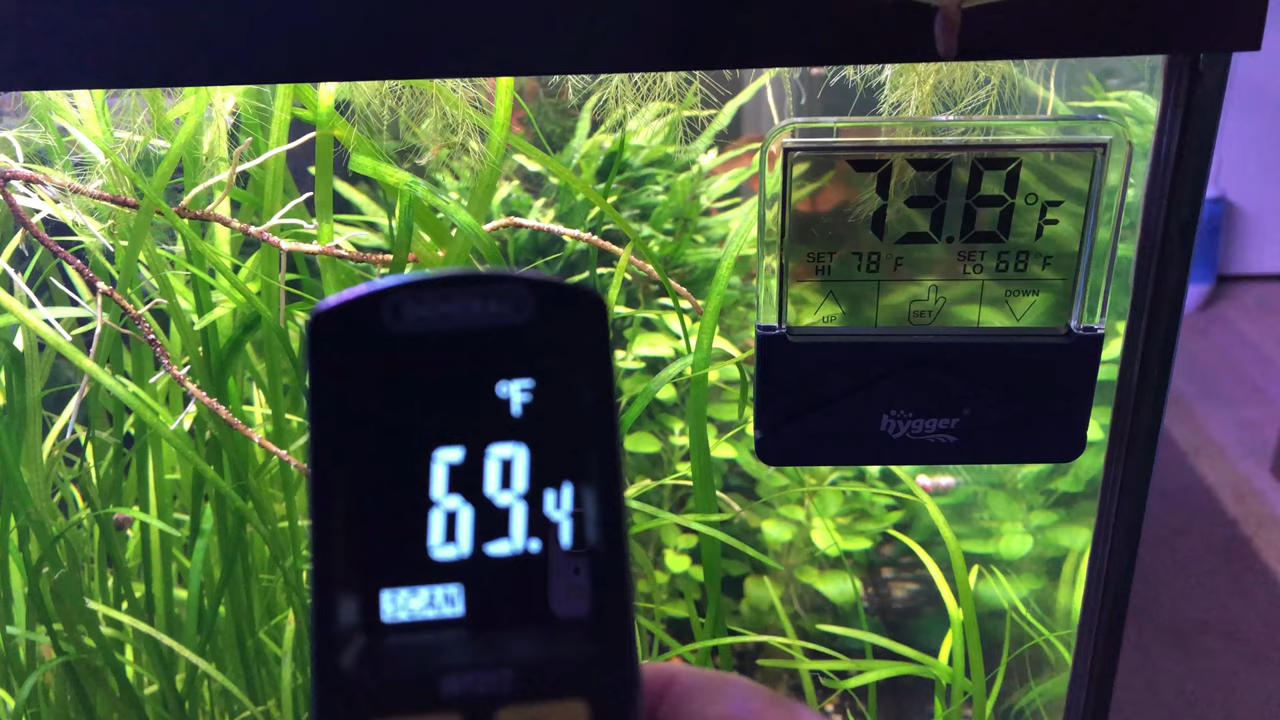 73.8°F
SET HI 78°F SET LO 68°F
UP SET DOWN
hygger
°F
69.4
SCAN